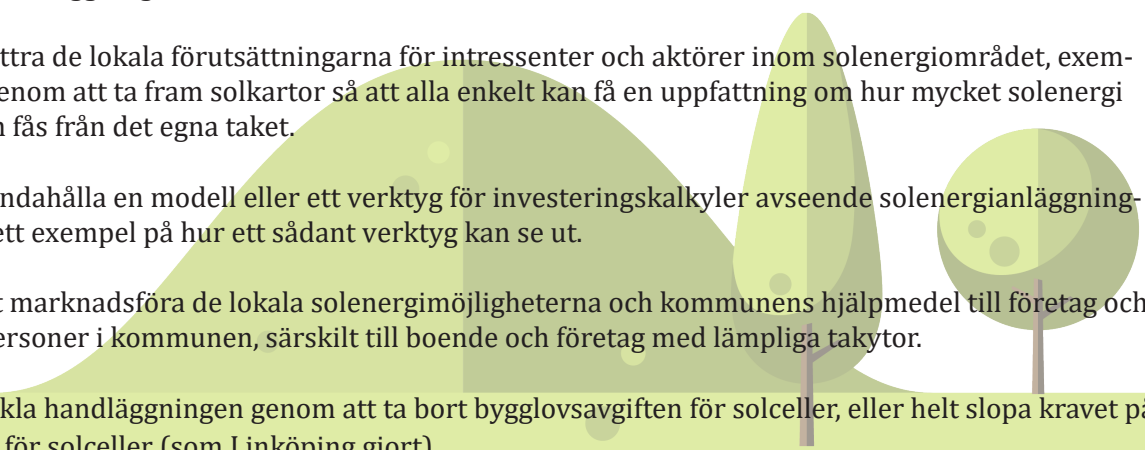 ttra de lokala förutsättningarna för intressenter och aktörer inom solenergiområdet, exem-
enom att ta fram solkartor så att alla enkelt kan få en uppfattning om hur mycket solenergi
n fås från det egna taket.
ndahålla en modell eller ett verktyg för investeringskalkyler avseende solenergianläggning-
ett exempel på hur ett sådant verktyg kan se ut.
t marknadsföra de lokala solenergimöjligheterna och kommunens hjälpmedel till företag och
ersoner i kommunen, särskilt till boende och företag med lämpliga takytor.
kla handläggningen genom att ta bort bygglovsavgiften för solceller, eller helt slopa kravet på
för solceller (som Linköping gjort)